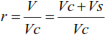 r = V/Vc = (Vc + Vs)/Vc